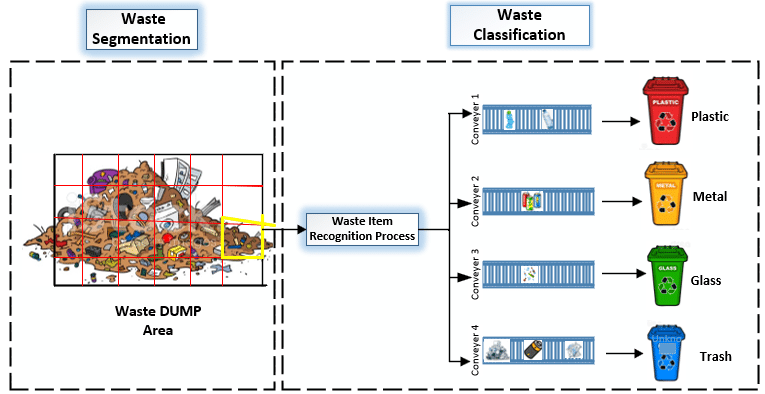 Waste
Segmentation
Waste
Classification
Conveyer 1
PLASTIC
Plastic
Conveyer 2
METAL
Metal
Waste Item
Recognition Process
Conveyer 3
GLASS
Glass
Waste DUMP
Area
Conveyer 4
Trash